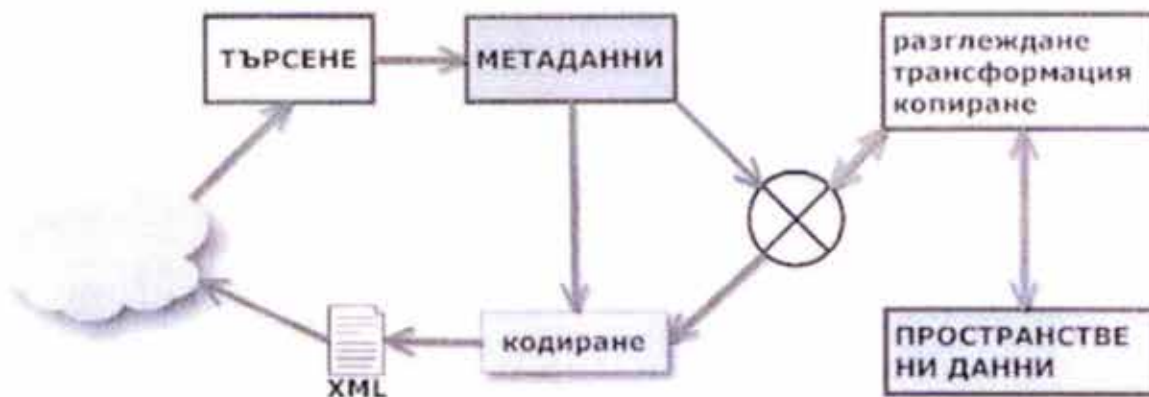 ТЪРСЕНЕ
МЕТАДАННИ
разглеждане
трансформация
копиране
кодиране
XML
ПРОСТРАНСТВЕ
НИ ДАННИ